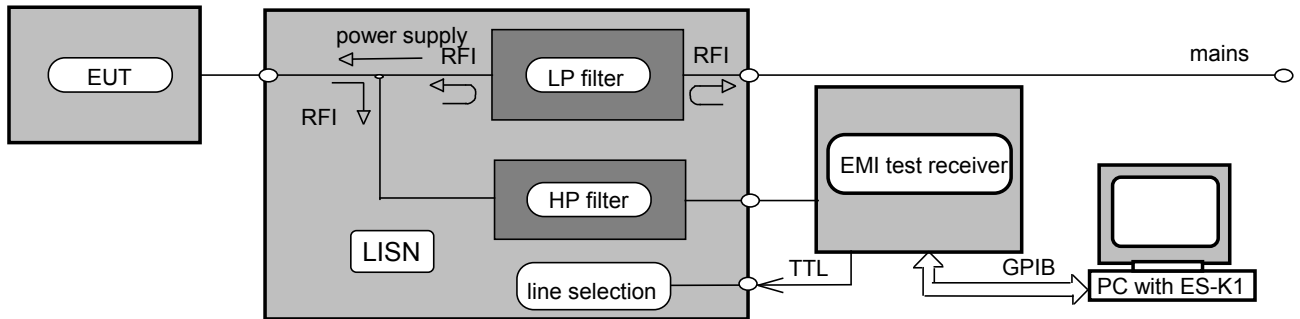 power supply
RFI
RFI
mains
EUT
LP filter
RFI
EMI test receiver
HP filter
LISN
TTL
GPIB
line selection
PC with ES-K1